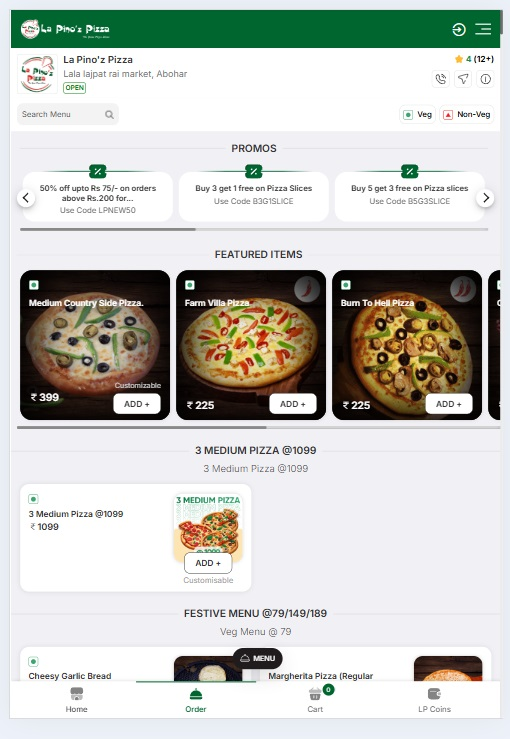 La Pino'z Pizza
La Pino'z Pizza
4 (12+)
Lala lajpat rai market, Abohar
OPEN
Search Menu
Veg
Non-Veg
PROMOS
50% off upto Rs 75/- on orders
above Rs.200 for...
Use Code LPNEW50
Buy 3 get 1 free on Pizza Slices
Use Code B3G1SLICE
Buy 5 get 3 free on Pizza slices
Use Code B5G3SLICE
FEATURED ITEMS
Medium Country Side Pizza.
Customizable
₹ 399
ADD +
Farm Villa Pizza
₹ 225
ADD +
Burn To Hell Pizza
₹ 225
ADD +
3 MEDIUM PIZZA @1099
3 Medium Pizza @1099
3 Medium Pizza @1099
₹ 1099
3 MEDIUM PIZZA
ADD +
Customisable
FESTIVE MENU @79/149/189
Veg Menu @ 79
MENU
Cheesy Garlic Bread
Margherita Pizza (Regular
Home
Order
0
Cart
LP Coins